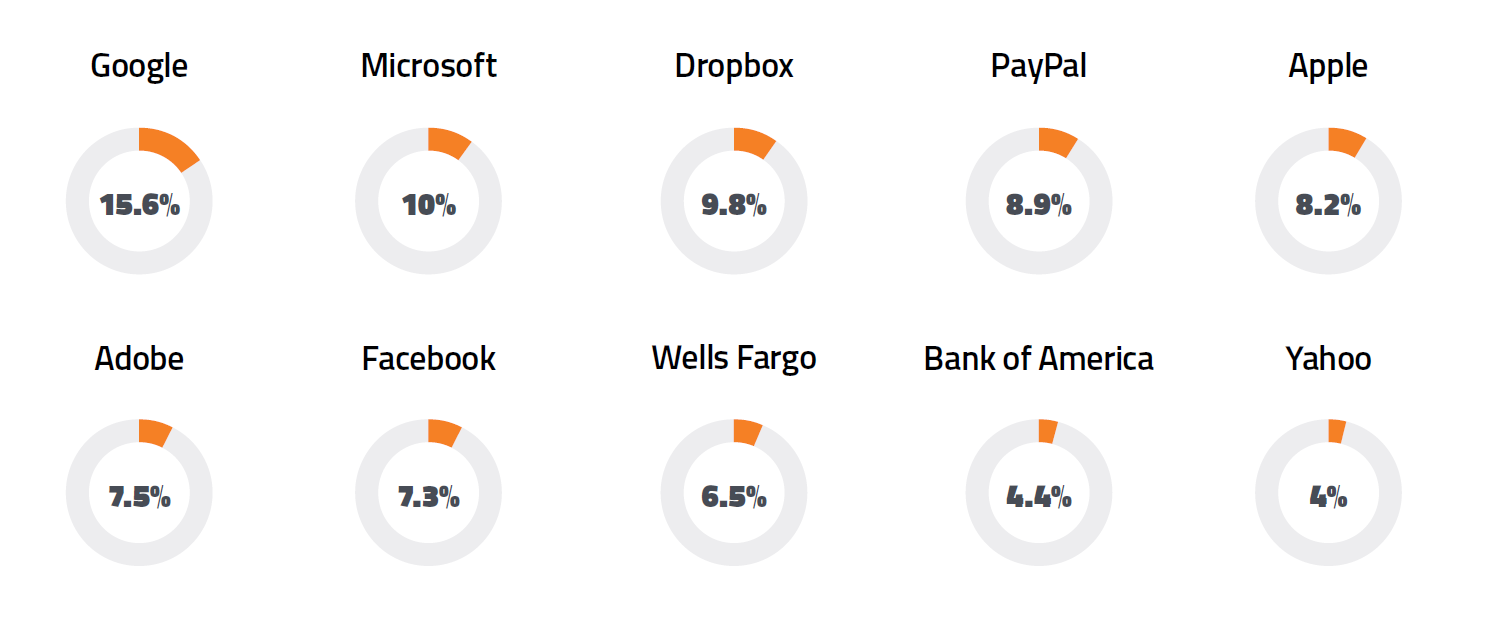 Google Microsoft Dropbox PayPal Apple
15.6% 10% 9.8% 8.9% 8.2%
Adobe Facebook Wells Fargo Bank of America Yahoo
7.5% 7.3% 6.5% 4.4% 4%